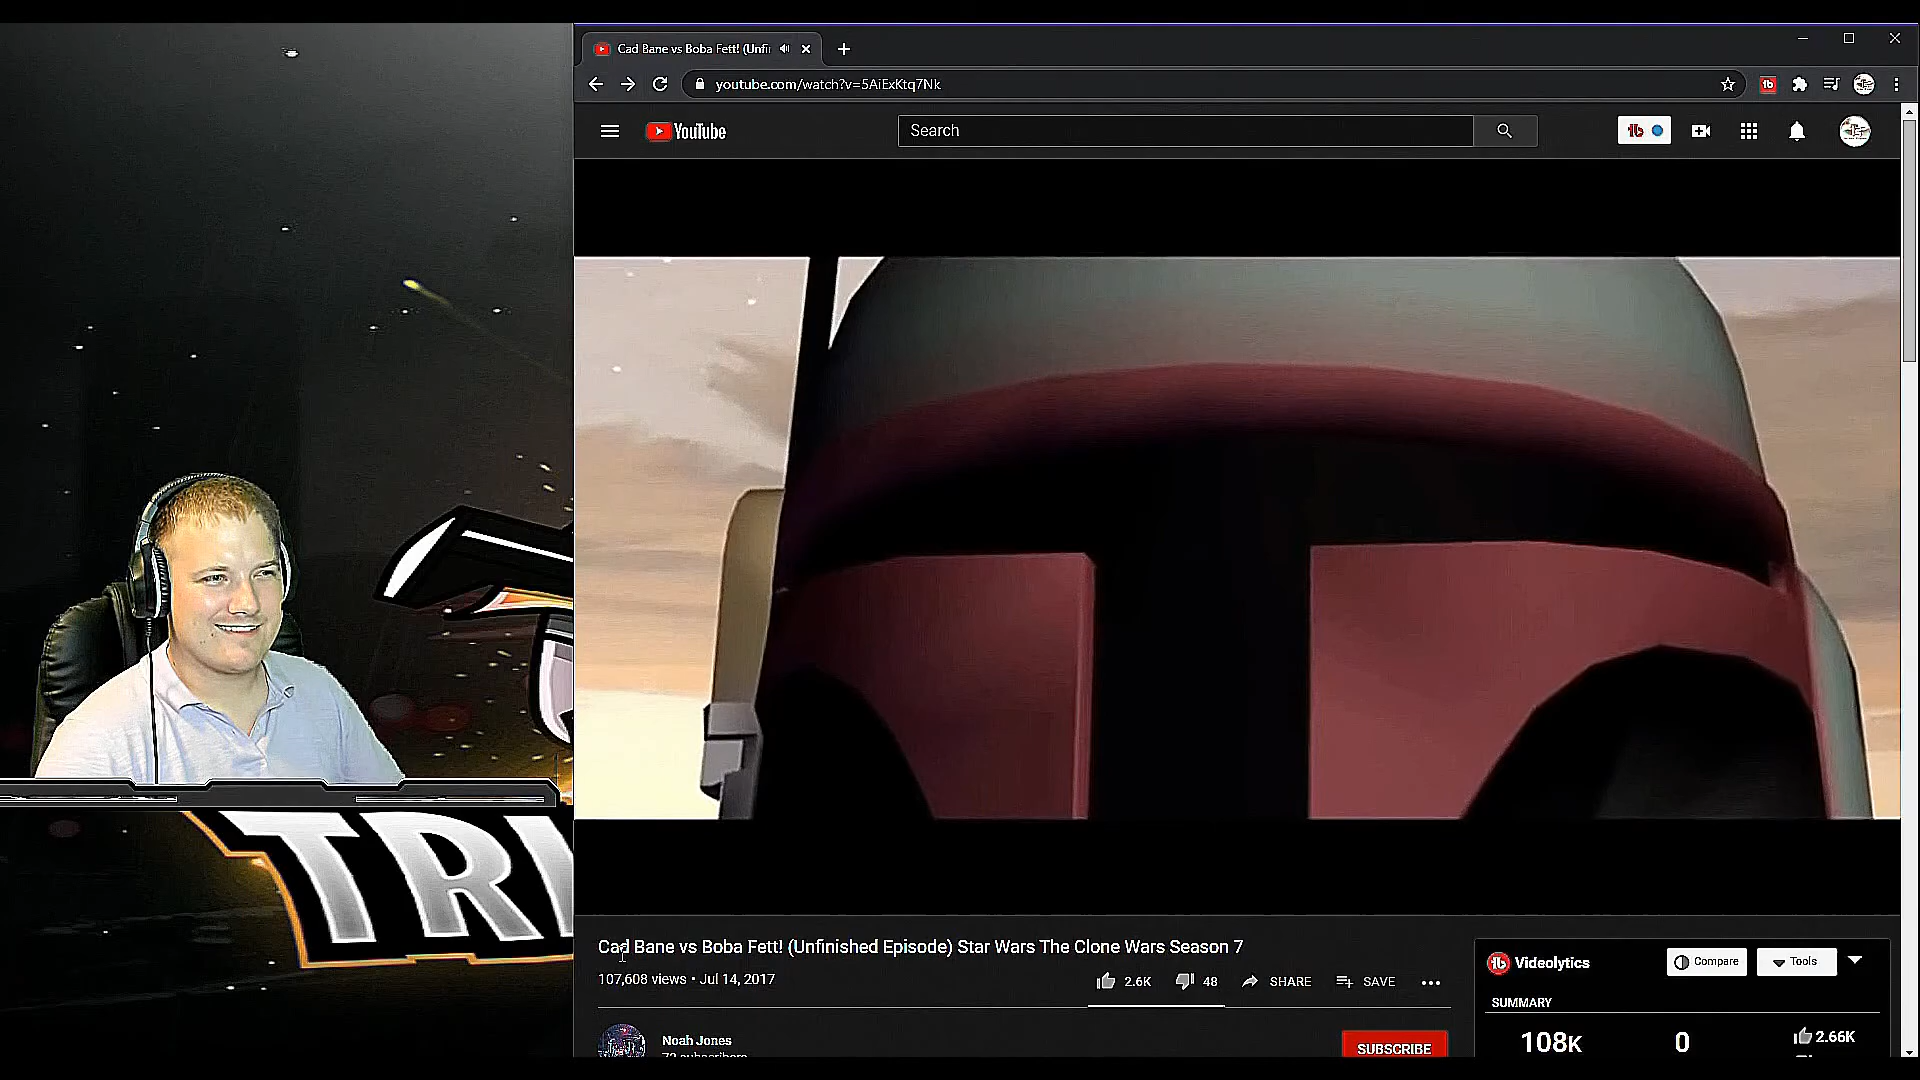 Cad Bane vs Boba Fett! (Unfi
youtube.com/watch?v=5AiExKtq7Nk
YouTube
Search
TRI
Cad Bane vs Boba Fett! (Unfinished Episode) Star Wars The Clone Wars Season 7
107,608 views • Jul 14, 2017
2.6K
48
SHARE
SAVE
Noah Jones
SUBSCRIBE
Videolytics
Compare
Tools
SUMMARY
108K
0
2.66K